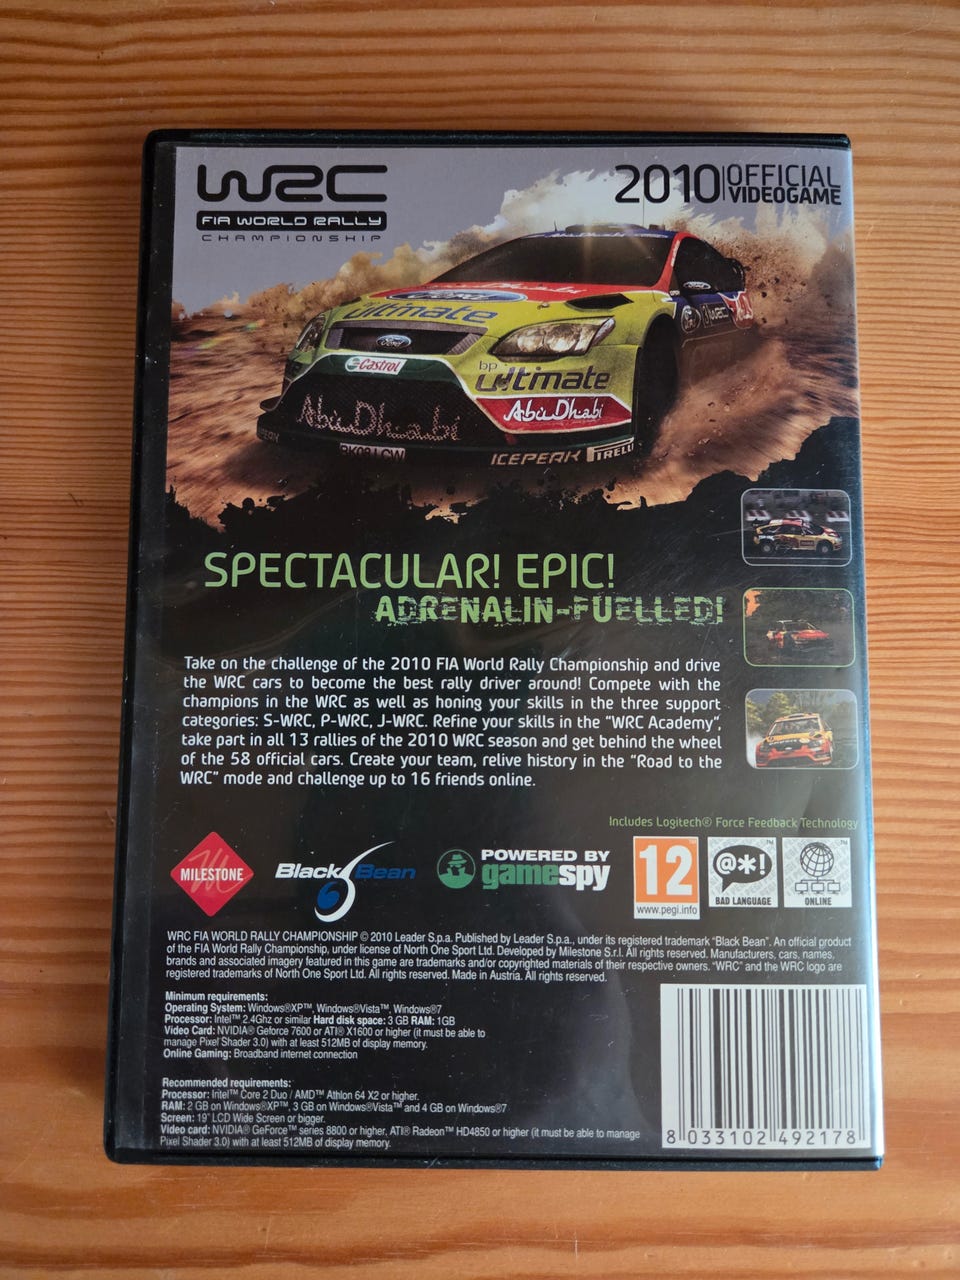 WRC
FIA WORLD RALLY
CHAMPIONSHIP
2010 OFFICIAL
VIDEOGAME
Abu Dhabi
Ford
ultimate
Ford
Castrol
bp
ultimate
Abu Dhabi
Abu Dhabi
ICEPEAK PIRELLI
SPECTACULAR! EPIC!
ADRENALIN-FUELLED!
Take on the challenge of the 2010 FIA World Rally Championship and drive
the WRC cars to become the best rally driver around! Compete with the
champions in the WRC as well as honing your skills in the three support
categories: S-WRC, P-WRC, J-WRC. Refine your skills in the “WRC Academy”,
take part in all 13 rallies of the 2010 WRC season and get behind the wheel
of the 58 official cars. Create your team, relive history in the “Road to the
WRC” mode and challenge up to 16 friends online.
Includes Logitech® Force Feedback Technology
MILESTONE
Black Bean
POWERED BY
gamespy
12
www.pegi.info
@*!
BAD LANGUAGE
ONLINE
WRC FIA WORLD RALLY CHAMPIONSHIP © 2010 Leader S.p.a. Published by Leader S.p.a., under its registered trademark “Black Bean”. An official product
of the FIA World Rally Championship, under license of North One Sport Ltd. Developed by Milestone S.r.l. All rights reserved. Manufacturers, cars, names,
brands and associated imagery featured in this game are trademarks and/or copyrighted materials of their respective owners. “WRC” and the WRC logo are
registered trademarks of North One Sport Ltd. All rights reserved. Made in Austria. All rights reserved.
Minimum requirements:
Operating System: Windows®XP™, Windows®Vista™, Windows®7
Processor: Intel™ 2.4Ghz or similar Hard disk space: 3 GB RAM: 1GB
Video Card: NVIDIA® Geforce 7600 or ATI® X1600 or higher (it must be able to
manage Pixel Shader 3.0) with at least 512MB of display memory.
Online Gaming: Broadband internet connection
Recommended requirements:
Processor: Intel™ Core 2 Duo / AMD™ Athlon 64 X2 or higher.
RAM: 2 GB on Windows®XP™, 3 GB on Windows®Vista™ and 4 GB on Windows®7
Screen: 19" LCD Wide Screen or bigger.
Video card: NVIDIA® GeForce™ series 8800 or higher, ATI® Radeon™ HD4850 or higher (it must be able to manage
Pixel Shader 3.0) with at least 512MB of display memory.
8 033102 492178